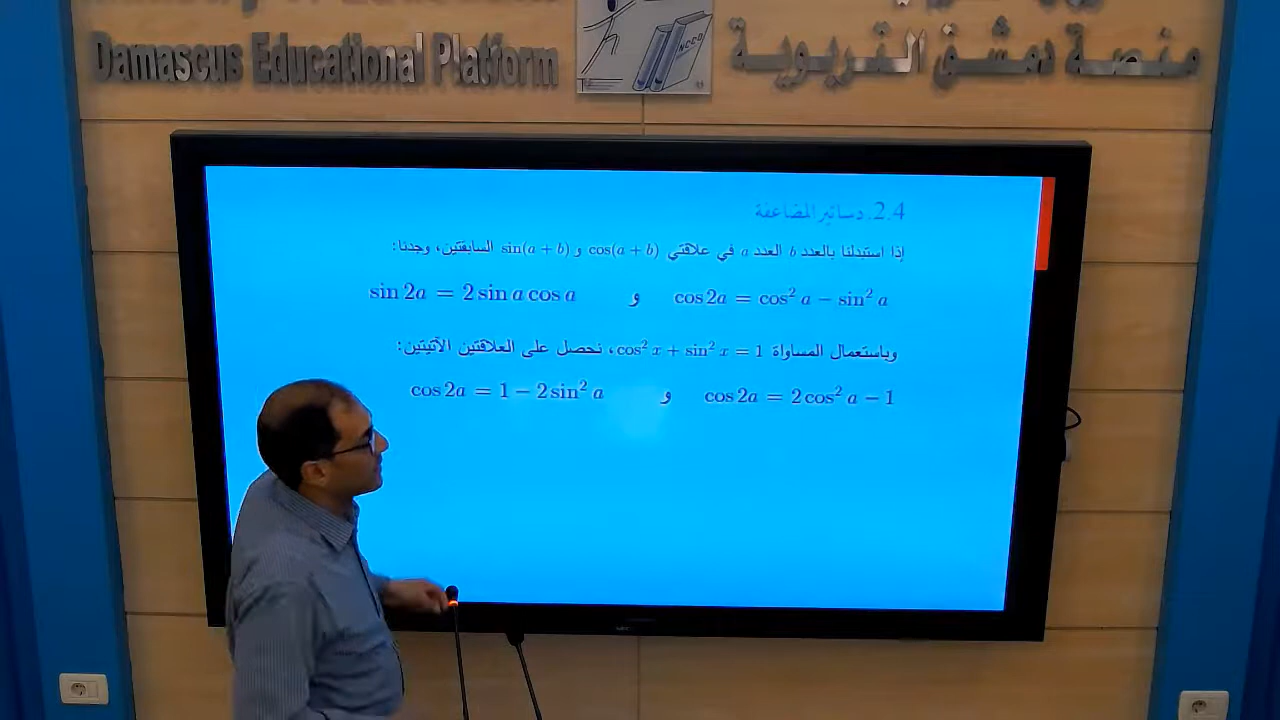 Damascus Educational Platform
منصة دمشق التربوية
NCCD
2.4. دساتير المضاعفة
إذا استبدلنا بالعدد b العدد a في علاقتي cos(a + b) و sin(a + b) السابقتين، وجدنا:
cos 2a = cos² a − sin² a و sin 2a = 2 sin a cos a
وباستعمال المساواة cos² x + sin² x = 1، نحصل على العلاقتين الآتيتين:
cos 2a = 2 cos² a − 1 و cos 2a = 1 − 2 sin² a